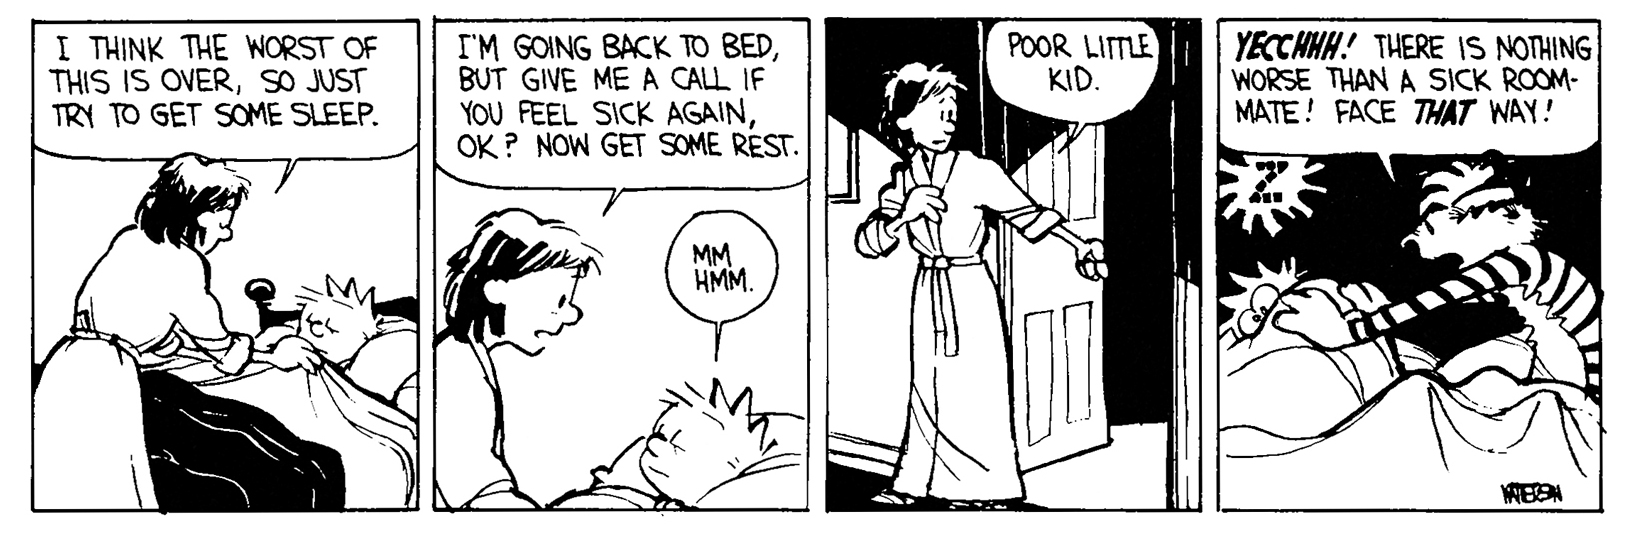 I THINK THE WORST OF
THIS IS OVER, SO JUST
TRY TO GET SOME SLEEP.
I'M GOING BACK TO BED,
BUT GIVE ME A CALL IF
YOU FEEL SICK AGAIN,
OK? NOW GET SOME REST.
MM
HMM.
POOR LITTLE
KID.
YECCHHH! THERE IS NOTHING
WORSE THAN A SICK ROOM-
MATE! FACE THAT WAY!
WATTERSON